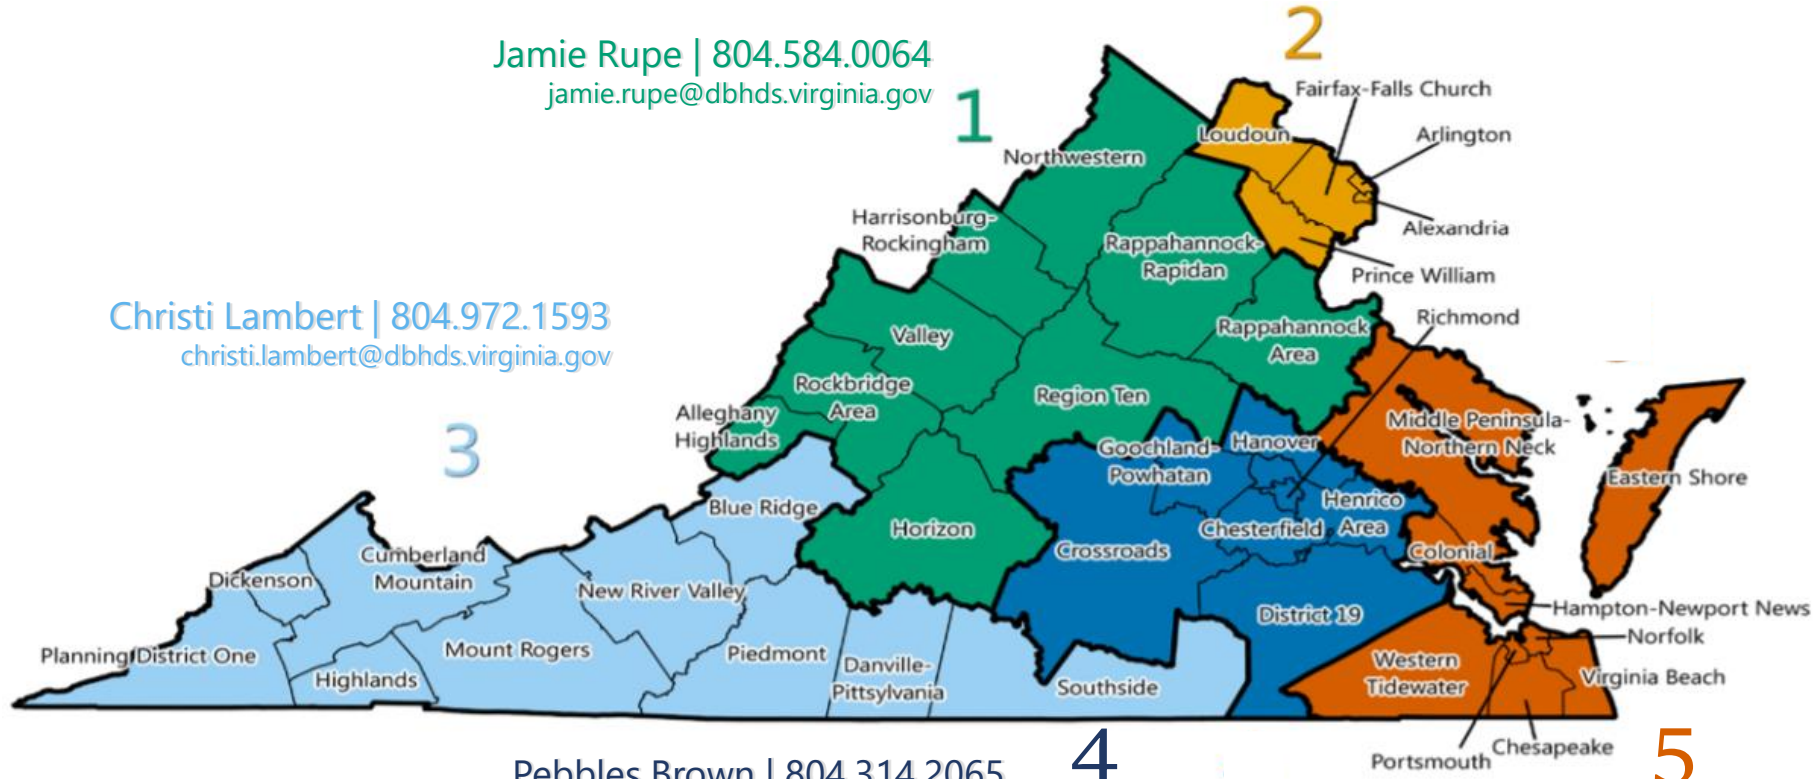 Jamie Rupe | 804.584.0064
jamie.rupe@dbhds.virginia.gov
1
2
Fairfax-Falls Church
Loudoun
Arlington
Northwestern
Harrisonburg-
Rockingham
Rappahannock-
Rapidan
Alexandria
Prince William
Christi Lambert | 804.972.1593
christi.lambert@dbhds.virginia.gov
Richmond
Valley
Rappahannock
Area
Rockbridge
Area
Region Ten
Alleghany
Highlands
3
Middle Peninsula-
Northern Neck
Goochland-
Powhatan
Hanover
Eastern Shore
Blue Ridge
Henrico
Area
Horizon
Chesterfield
Crossroads
Colonial
Cumberland
Mountain
Dickenson
New River Valley
Hampton-Newport News
District 19
Norfolk
Planning District One
Mount Rogers
Piedmont
Highlands
Danville-
Pittsylvania
Southside
Western
Tidewater
Virginia Beach
Portsmouth
Chesapeake
Pebbles Brown | 804.314.2065
4
5